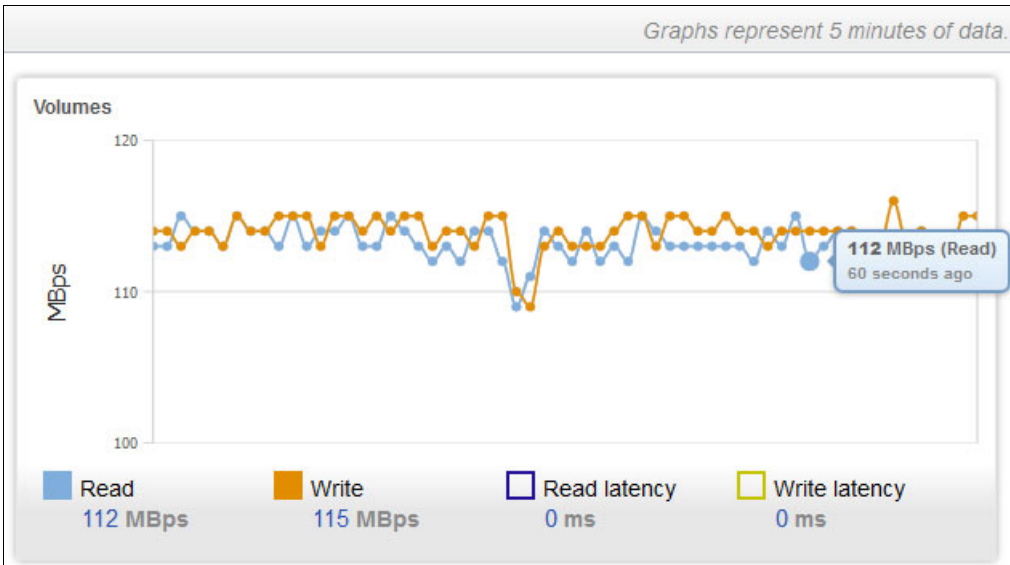 Graphs represent 5 minutes of data.
Volumes
120
110
100
MBps
112 MBps (Read)
60 seconds ago
Read
112 MBps
Write
115 MBps
Read latency
0 ms
Write latency
0 ms